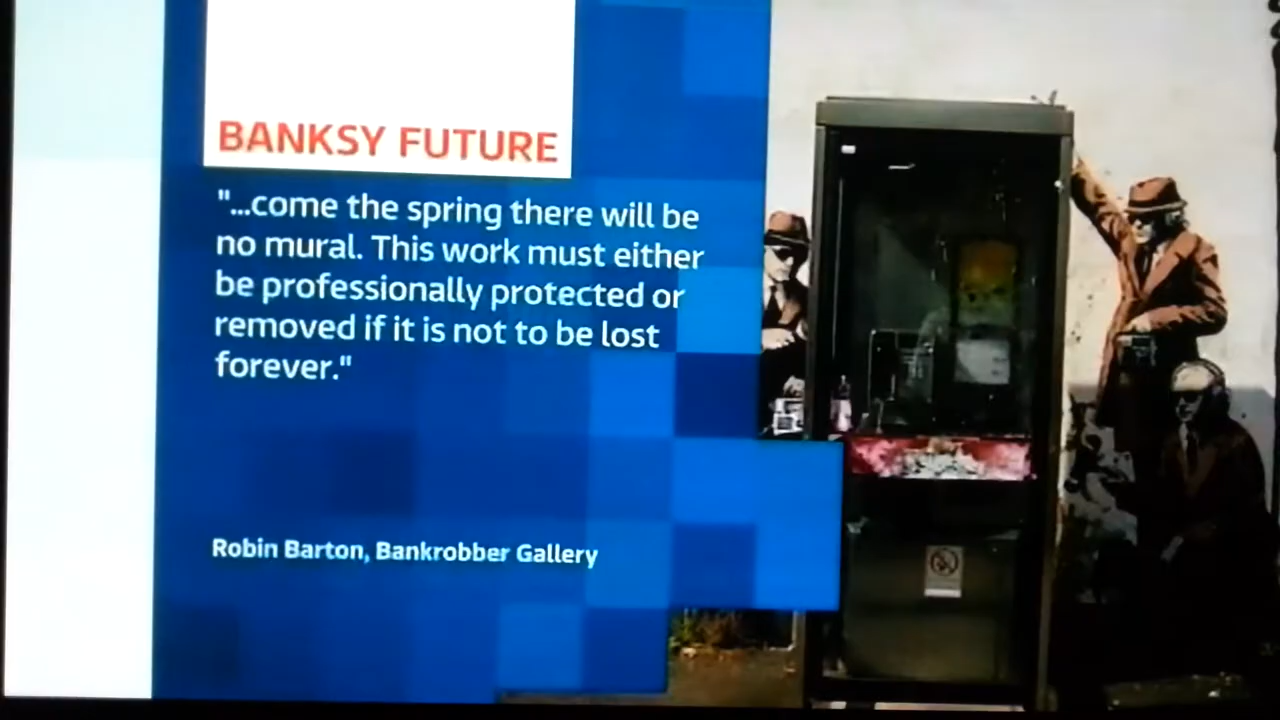 BANKSY FUTURE
"...come the spring there will be
no mural. This work must either
be professionally protected or
removed if it is not to be lost
forever."
Robin Barton, Bankrobber Gallery